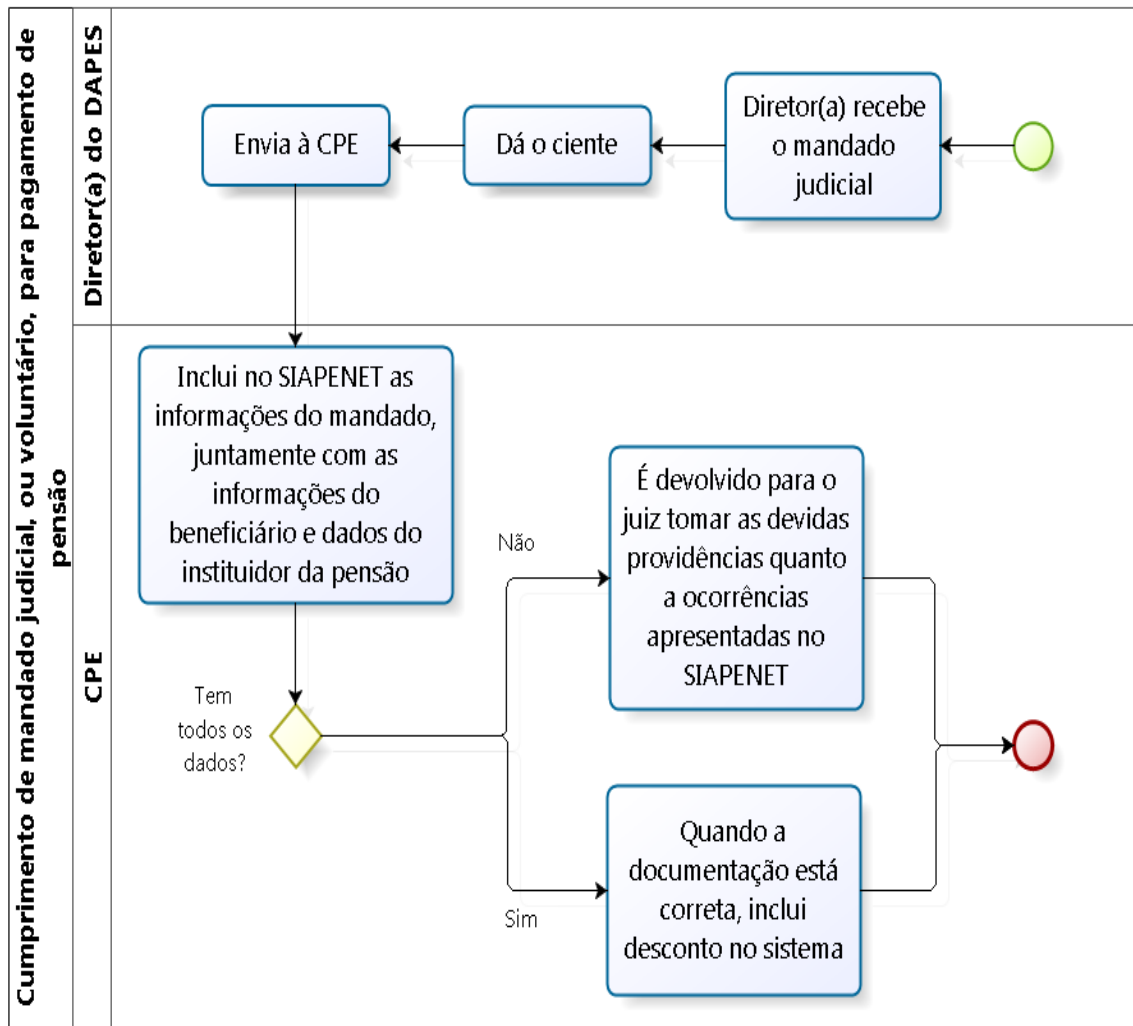 Cumprimento de mandado judicial, ou voluntário, para pagamento de
pensão
Diretor(a) do DAPES
Diretor(a) recebe
o mandado
judicial
Dá o ciente
Envia à CPE
CPE
Inclui no SIAPENET as
informações do mandado,
juntamente com as
informações do
beneficiário e dados do
instituidor da pensão
Tem
todos os
dados?
Não
É devolvido para o
juiz tomar as devidas
providências quanto
a ocorrências
apresentadas no
SIAPENET
Sim
Quando a
documentação está
correta, inclui
desconto no sistema